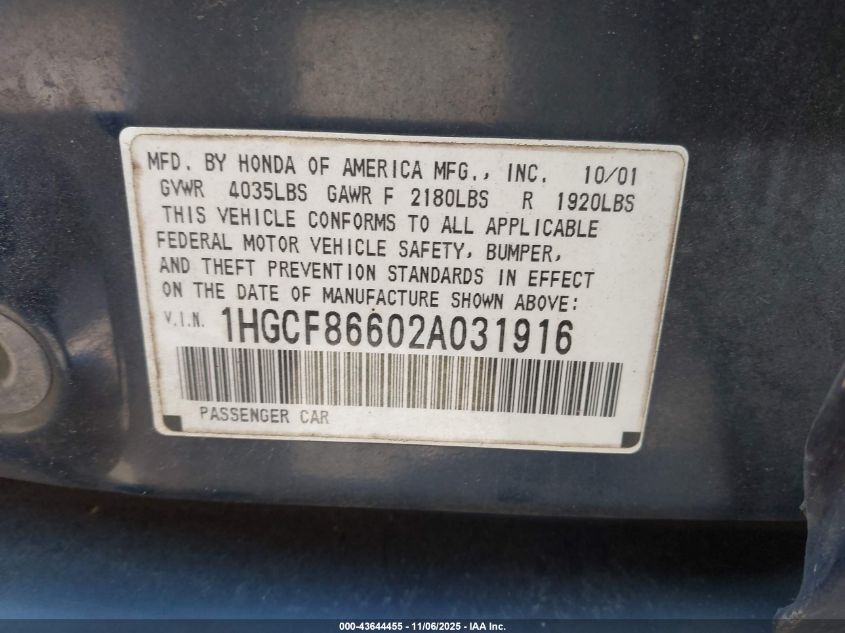 MFD. BY HONDA OF AMERICA MFG., INC. 10/01
GVWR 4035LBS GAWR F 2180LBS R 1920LBS
THIS VEHICLE CONFORMS TO ALL APPLICABLE
FEDERAL MOTOR VEHICLE SAFETY, BUMPER,
AND THEFT PREVENTION STANDARDS IN EFFECT
ON THE DATE OF MANUFACTURE SHOWN ABOVE:
V.I.N. 1HGCF86602A031916
PASSENGER CAR
000-43644455 - 11/06/2025 - IAA Inc.